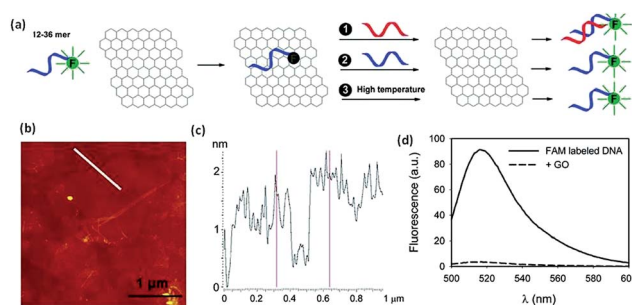 (a)
12-36 mer
F
F
1
2
3 High temperature
F
F
F
(b)
1 μm
(c)
nm
2
1
0
0 0.2 0.4 0.6 0.8 1 μm
(d)
Fluorescence (a.u.)
100
80
60
40
20
0
FAM labeled DNA
+ GO
500 520 540 560 580 600
λ (nm)